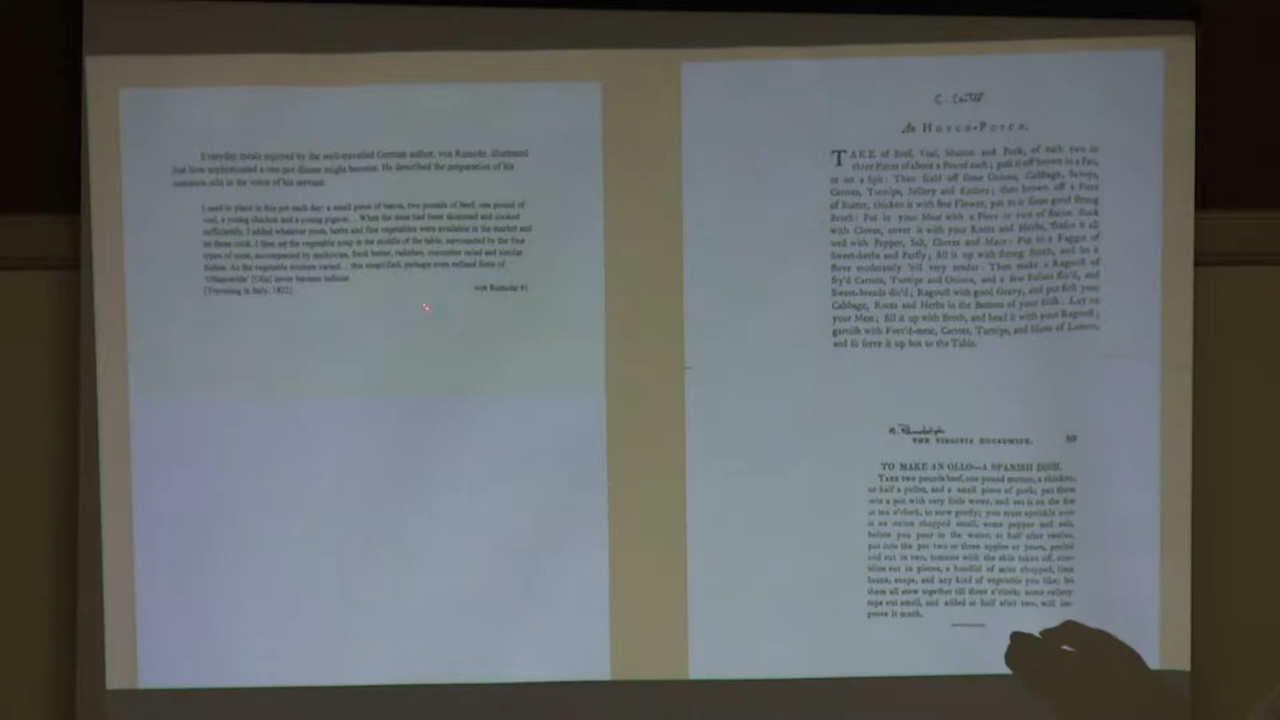 Everyday meals enjoyed by the well-travelled German author, von Rumohr, illustrated
just how sophisticated a one-pot dinner might become. He described the preparation of his
common olla in the voice of his servant.
I used to place in this pot each day: a small piece of bacon, two pounds of beef, one pound of
veal, a young chicken and a young pigeon... When the meat had been skimmed and cooked
sufficiently, I added whatever roots, herbs and fine vegetables were available in the market and
let these cook. I then set the vegetable soup in the middle of the table, surrounded by the four
types of meat, accompanied by mushrooms, fresh butter, radishes, cucumber salad and similar
dishes. As the vegetable mixture varied... this simplified, perhaps even refined form of
[Olla] never became tedious
[Travelling in Italy, 1822]
von Rumohr 91
C. Carter
An HOTCH-POTCH.
TAKE of Beef, Veal, Mutton and Pork, of each two or
three Pieces of about a Pound each; pass it off brown in a Pan,
or on a Spit: Then scald off some Onions, Cabbage, Savoys,
Carrots, Turnips, Sellery and Endive; then brown off a Piece
of Butter, thicken it with fine Flower, put to it some good strong
Broth: Put in your Meat with a Piece or two of Bacon stuck
with Cloves, cover it with your Roots and Herbs, season it all
well with Pepper, Salt, Cloves and Mace: Put in a Faggot of
Sweet-herbs and Parsly; fill it up with strong Broth, and let it
stove moderately 'till very tender: Then make a Ragoust of
fry'd Carrots, Turnips and Onions, and a few Pallats slic'd, and
Sweet-breads dic'd; Ragoust with good Gravy, and put first your
Cabbage, Roots and Herbs in the Bottom of your Dish: Lay on
your Meat; fill it up with Broth, and head it with your Ragoust;
garnish with Forc'd-meat, Carrots, Turnips, and Slices of Lemon,
and so serve it up hot to the Table.
M. Randolph
THE VIRGINIA HOUSEWIFE.
TO MAKE AN OLLO—A SPANISH DISH.
TAKE two pounds beef, one pound mutton, a chicken,
or half a pullet, and a small piece of pork; put them
into a pot with very little water, and set it on the fire
at ten o'clock, to stew gently; you must sprinkle over
it an onion chopped small, some pepper and salt,
before you pour in the water; at half after twelve,
put into the pot two or three apples or pears, peeled
and cut in two, tomatos with the skin taken off, cim-
blins cut in pieces, a handful of mint chopped, lima
beans, snaps, and any kind of vegetable you like; let
them all stew together till three o'clock; some cellery
tops cut small, and added at half after two, will im-
prove it much.